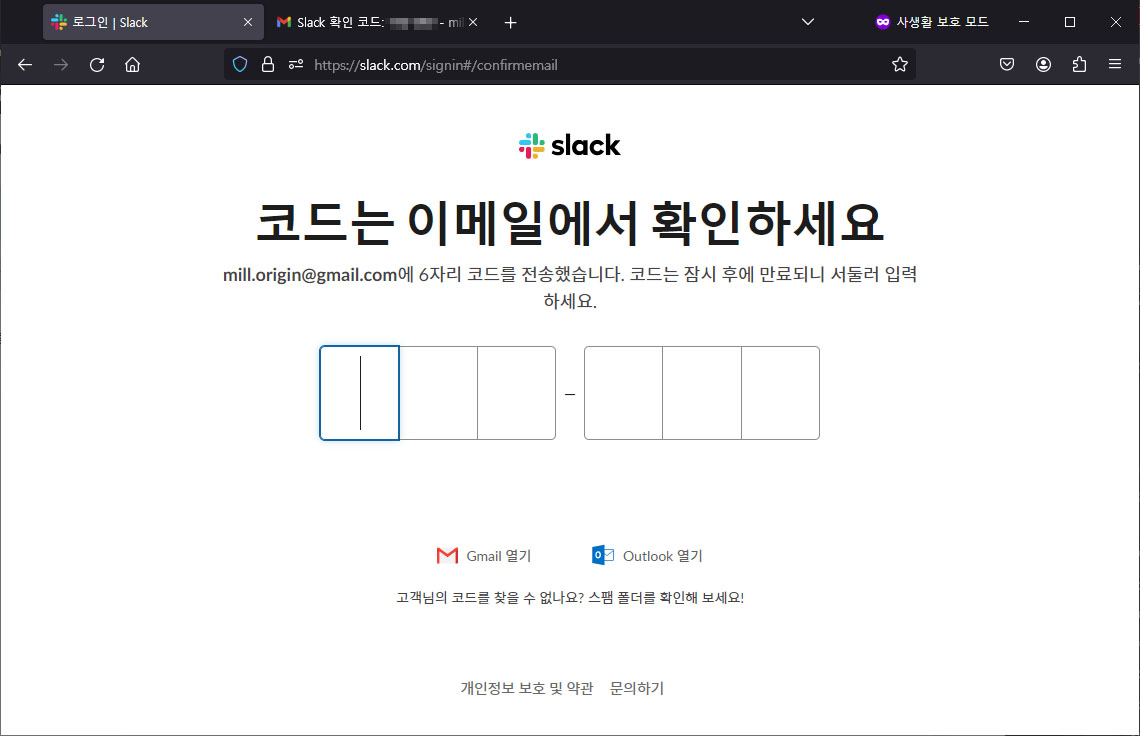 로그인 | Slack
Slack 확인 코드: - mil
사생활 보호 모드
https://slack.com/signin#/confirmemail
slack
코드는 이메일에서 확인하세요
mill.origin@gmail.com에 6자리 코드를 전송했습니다. 코드는 잠시 후에 만료되니 서둘러 입력
하세요.
–
Gmail 열기
Outlook 열기
고객님의 코드를 찾을 수 없나요? 스팸 폴더를 확인해 보세요!
개인정보 보호 및 약관 문의하기